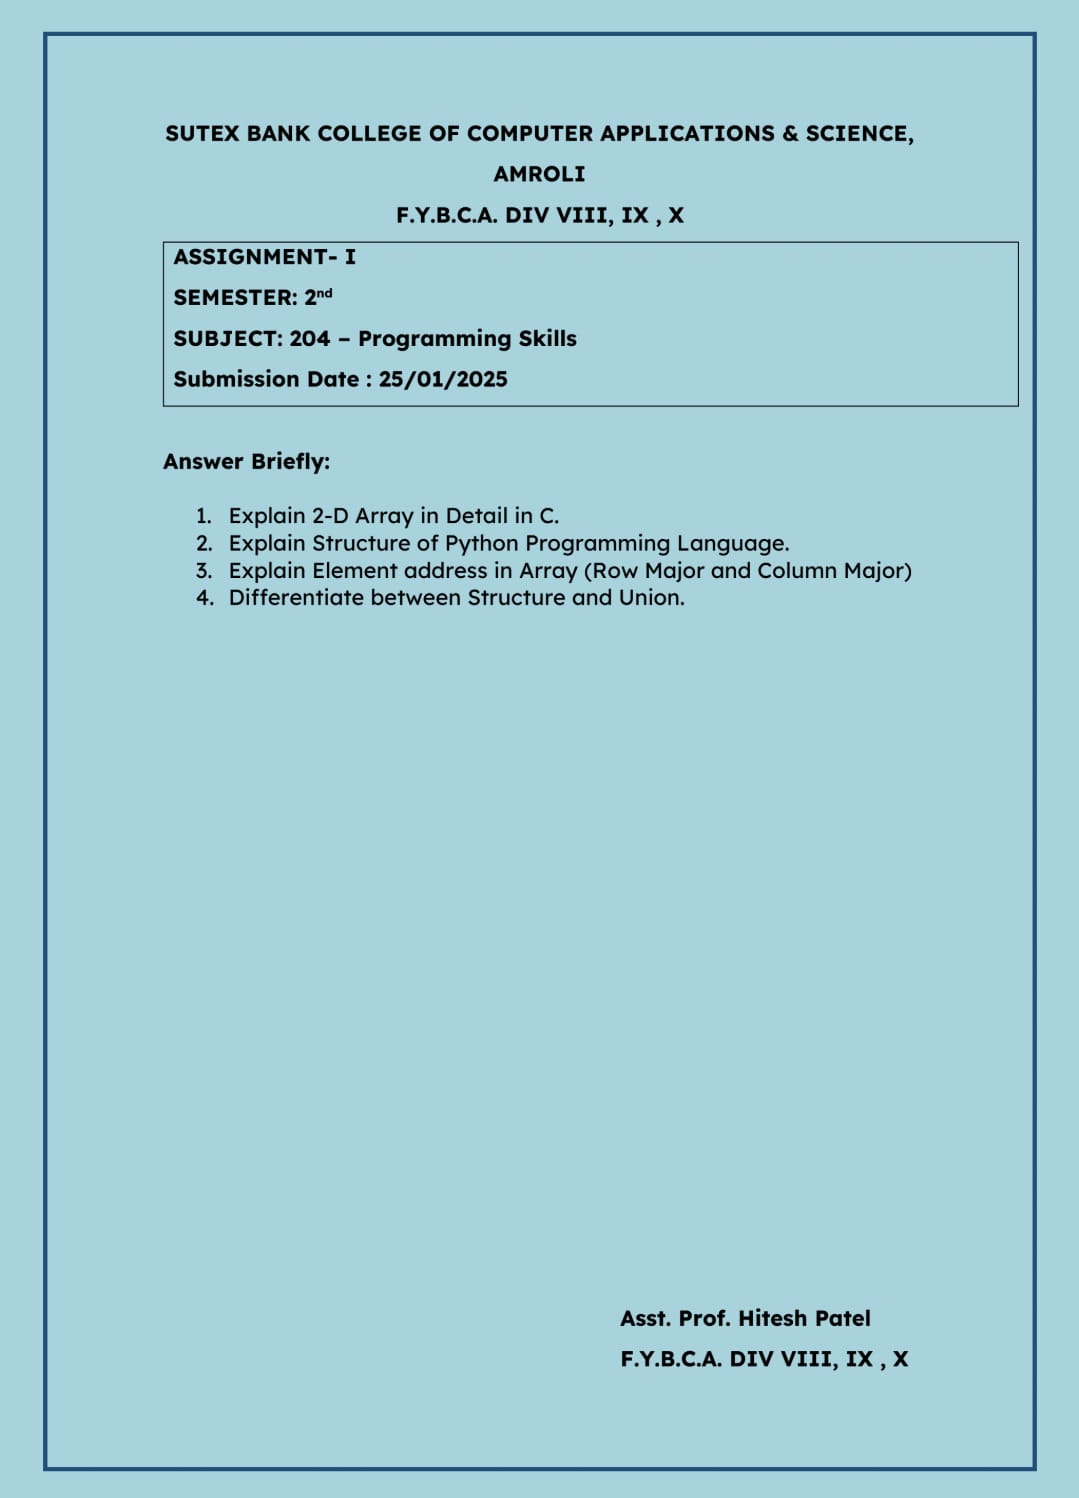 SUTEX BANK COLLEGE OF COMPUTER APPLICATIONS & SCIENCE,
AMROLI
F.Y.B.C.A. DIV VIII, IX , X
ASSIGNMENT- I
SEMESTER: 2nd
SUBJECT: 204 – Programming Skills
Submission Date : 25/01/2025
Answer Briefly:
1. Explain 2-D Array in Detail in C.
2. Explain Structure of Python Programming Language.
3. Explain Element address in Array (Row Major and Column Major)
4. Differentiate between Structure and Union.
Asst. Prof. Hitesh Patel
F.Y.B.C.A. DIV VIII, IX , X